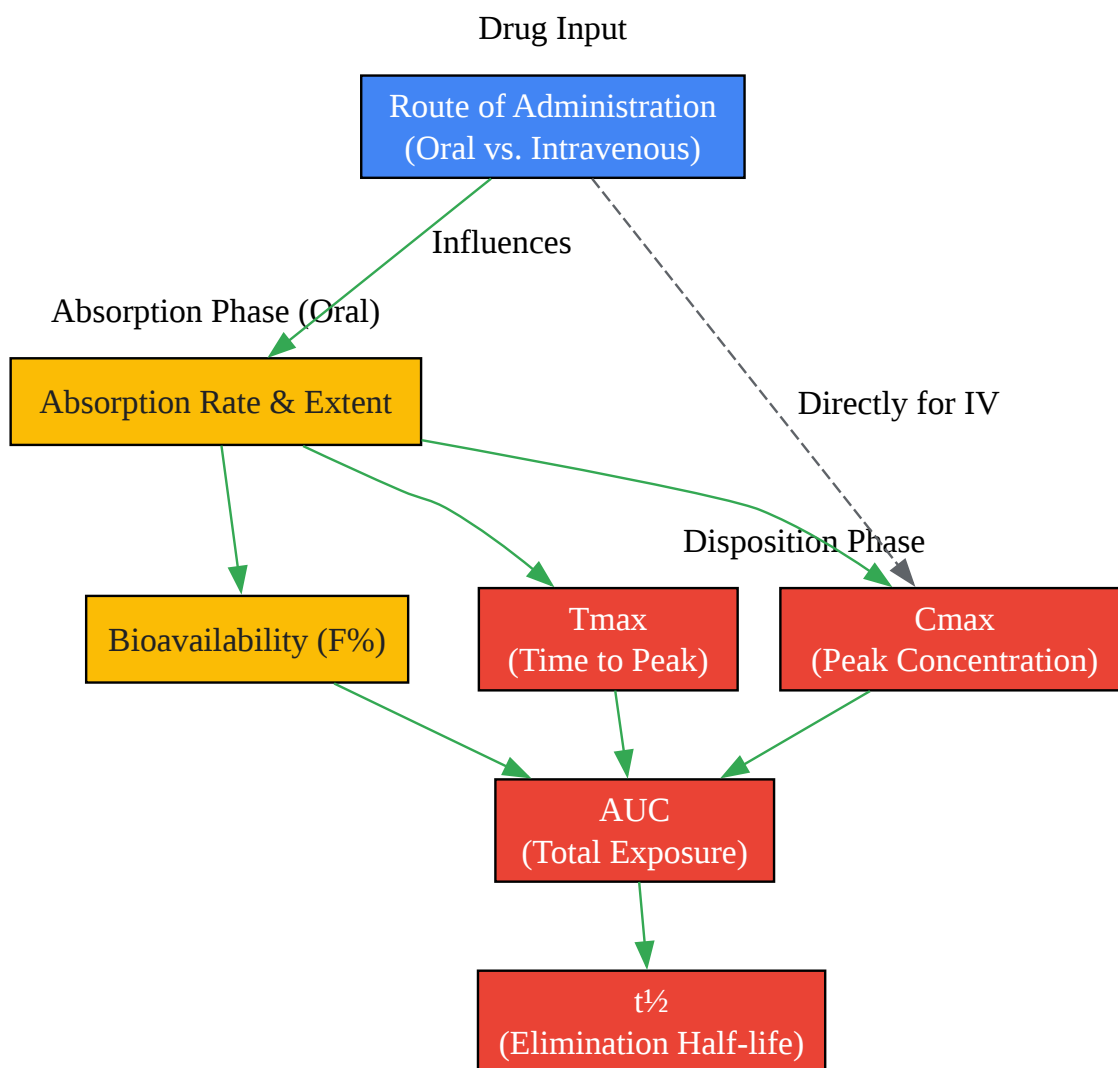 Drug Input
Route of Administration
(Oral vs. Intravenous)
Influences
Absorption Phase (Oral)
Absorption Rate & Extent
Directly for IV
Disposition Phase
Bioavailability (F%)
Tmax
(Time to Peak)
Cmax
(Peak Concentration)
AUC
(Total Exposure)
t½
(Elimination Half-life)